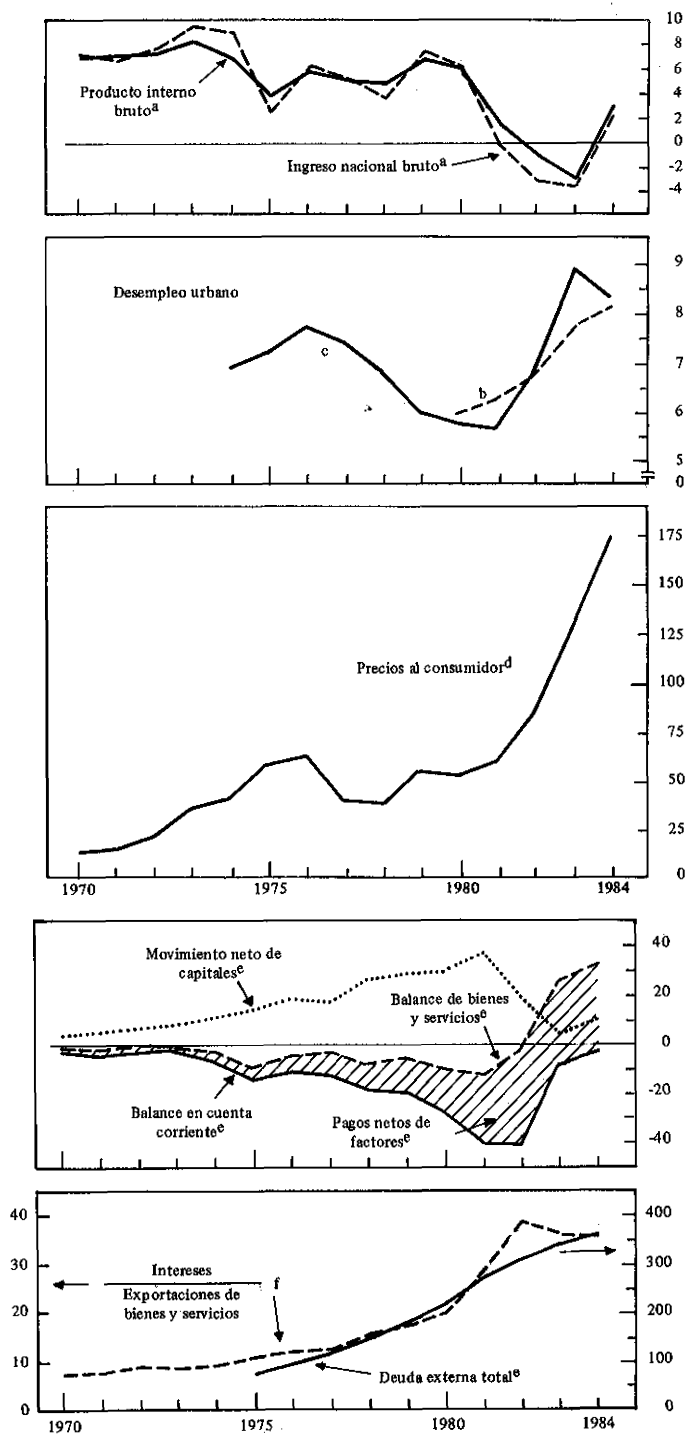 10
8
6
4
2
0
-2
-4
Producto interno
bruto^a
Ingreso nacional bruto^a
9
8
7
6
5
0
Desempleo urbano
c
b
175
150
125
100
75
50
25
0
Precios al consumidor^d
1970
1975
1980
1984
40
20
0
-20
-40
Movimiento neto de
capitales^e
Balance de bienes
y servicios^e
Balance en cuenta
corriente^e
Pagos netos de
factores^e
40
30
20
10
0
400
300
200
100
0
Intereses
f
Exportaciones de
bienes y servicios
Deuda externa total^e
1970
1975
1980
1984